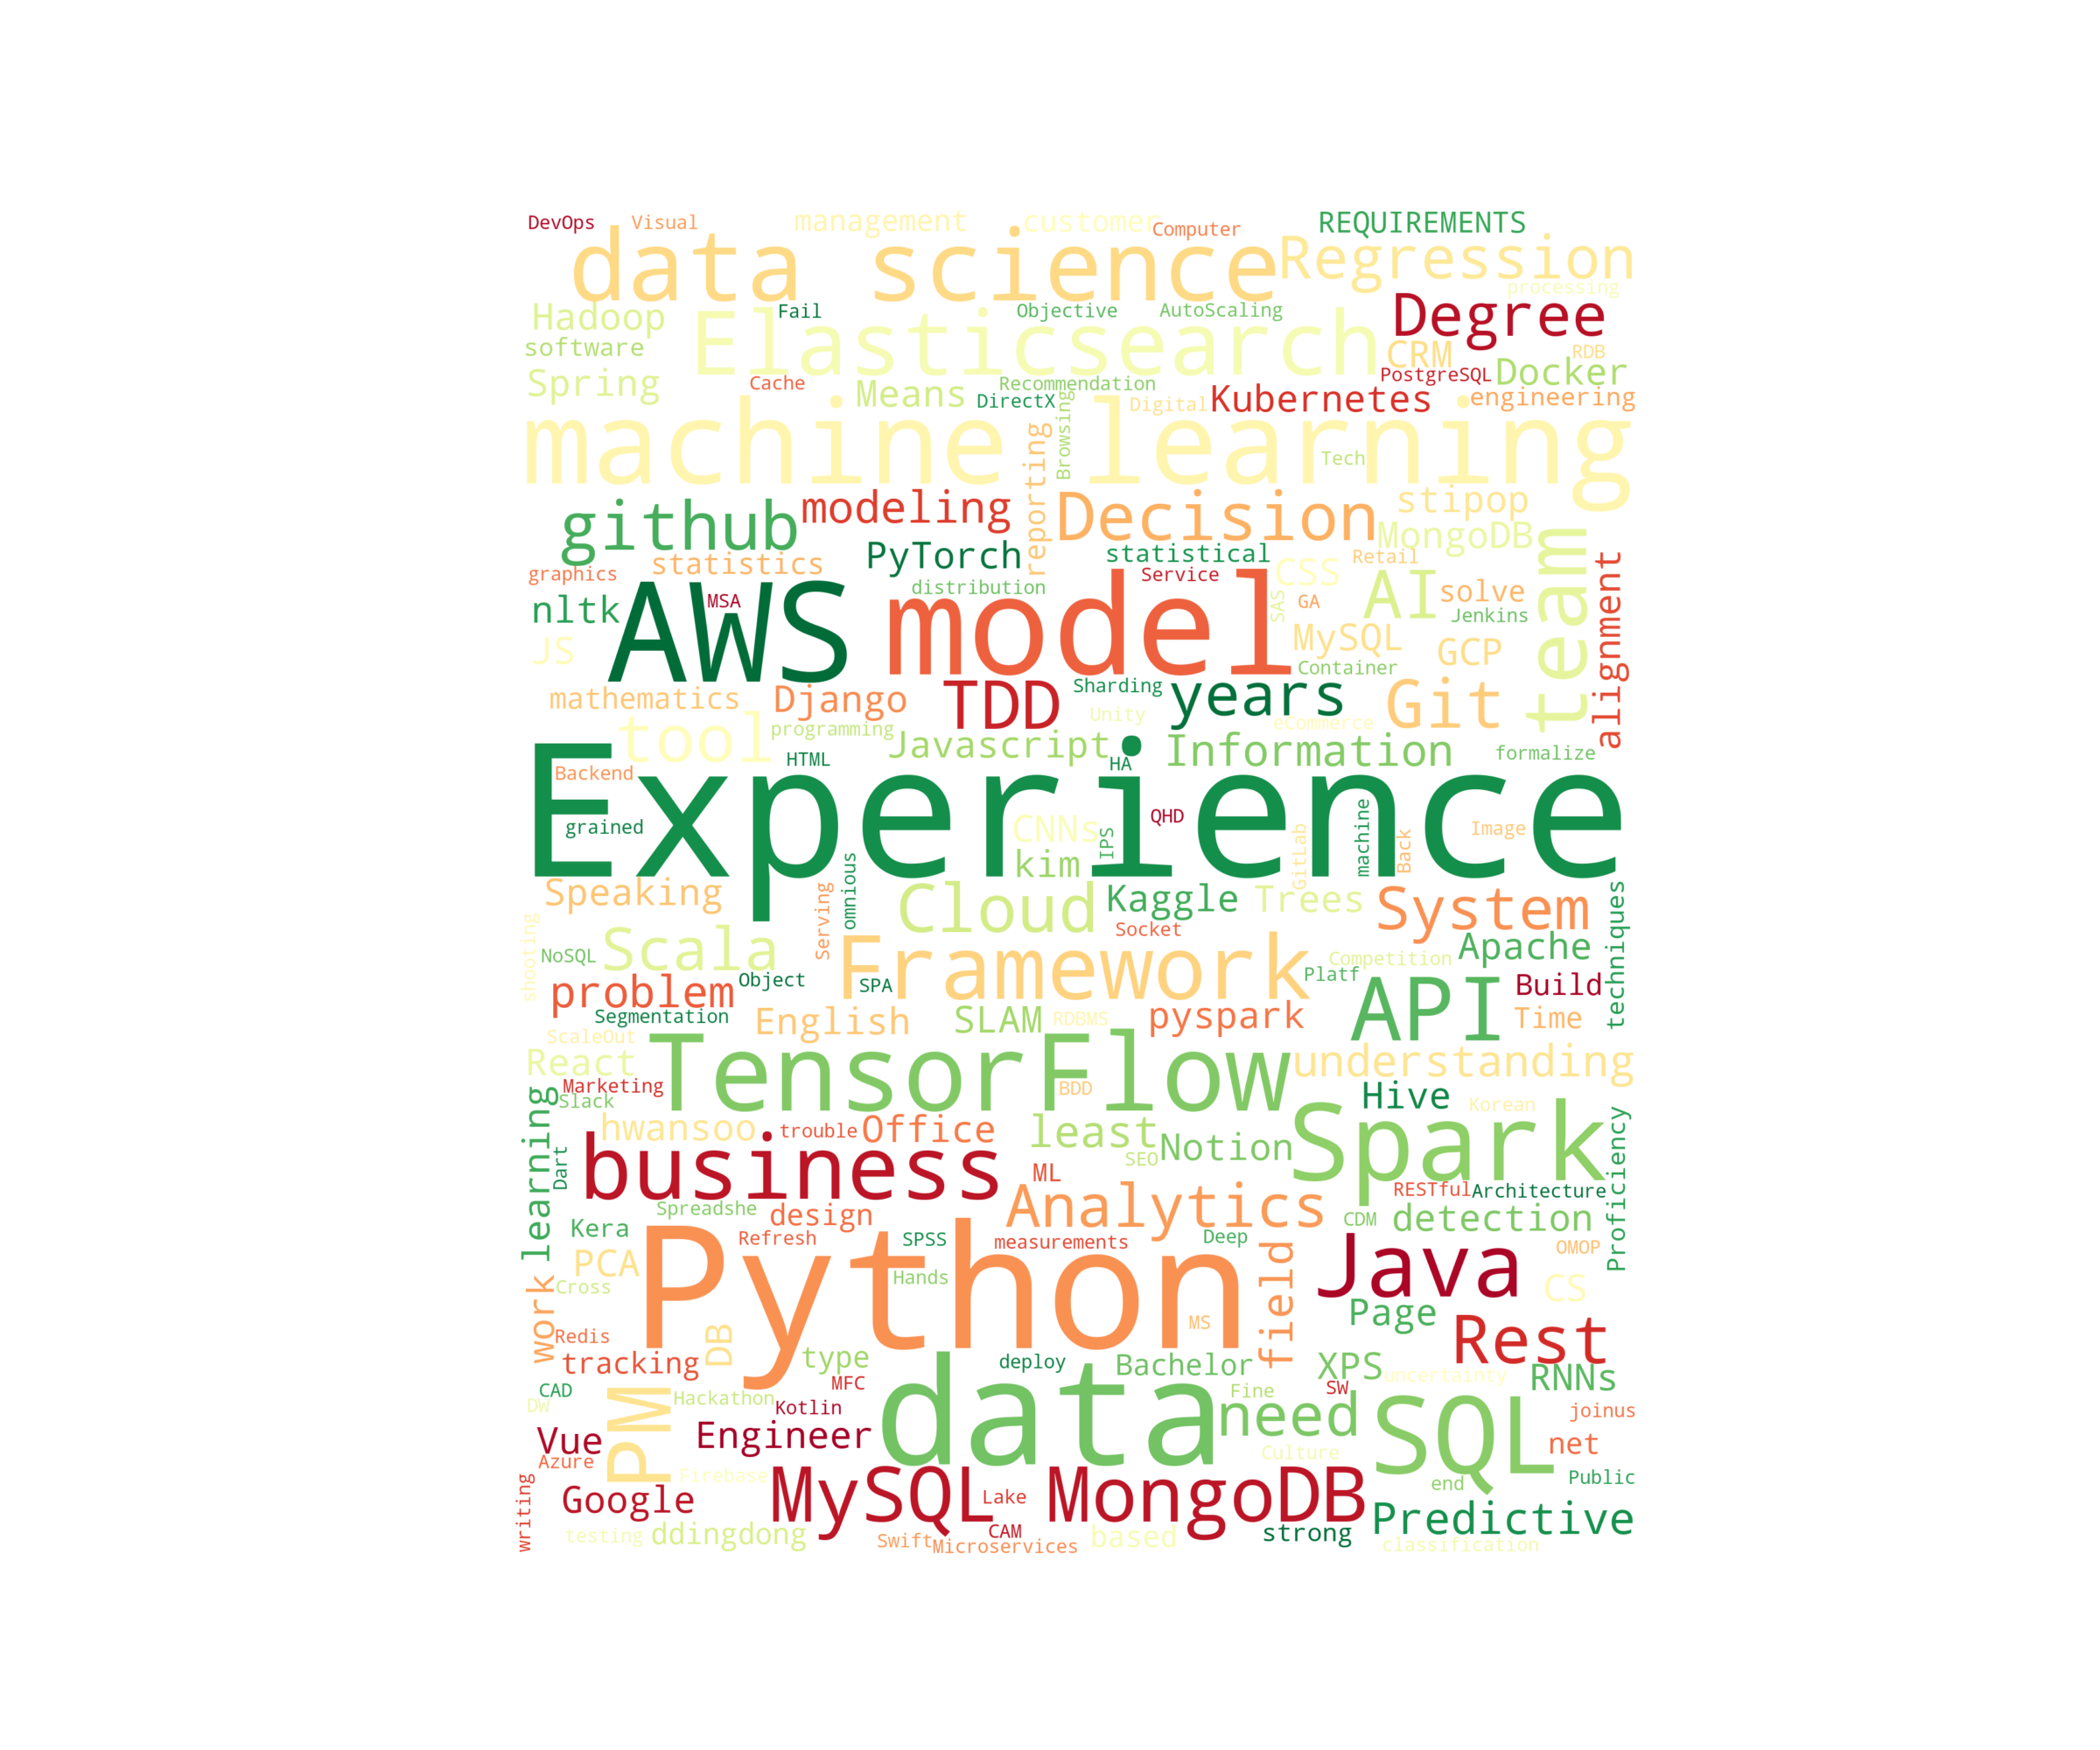 DevOps Visual management customer Computer REQUIREMENTS
data science Regression
processing
Hadoop Fail Objective AutoScaling Degree
software Elasticsearch CRM RDB
Spring Cache Means Recommendation PostgreSQL Docker
DirectX Browsing Digital Kubernetes engineering
machine learning
Tech
github modeling reporting Decision stipop
MongoDB
statistics PyTorch statistical Retail
graphics distribution Service CSS AI solve team alignment
nltk MSA AWS model SAS GA Jenkins
JS MySQL GCP
Container
mathematics Django TDD Sharding years Git
tool programming Unity eCommerce
Javascript Information formalize
Backend HTML HA
Experience
grained CNNs IPS QHD GitLab machine Back Image
kim
Speaking Serving omnious Cloud Kaggle Trees System techniques
shooting Scala Socket
NoSQL Framework Competition Apache
problem Object SPA Platf API Build
Segmentation English SLAM RDBMS pyspark Time
ScaleOut
React TensorFlow understanding
Marketing BDD Hive Korean
Slack learning
hwansoo trouble Office least Notion Spark Proficiency
Dart business SEO
ML RESTful Architecture
Spreadshe design Analytics CDM detection
Kera Refresh SPSS measurements Deep OMOP
PCA Python Hands field Java CS
Cross
work Redis DB MS Page Rest
tracking type deploy Bachelor XPS uncertainty RNNs
CAD MFC Fine SW
DW PM Hackathon Kotlin data need SQL joinus
Vue Engineer Culture net
Azure Firebase end Public
writing Google MySQL Lake MongoDB Predictive
testing ddingdong CAM based strong
Swift Microservices classification